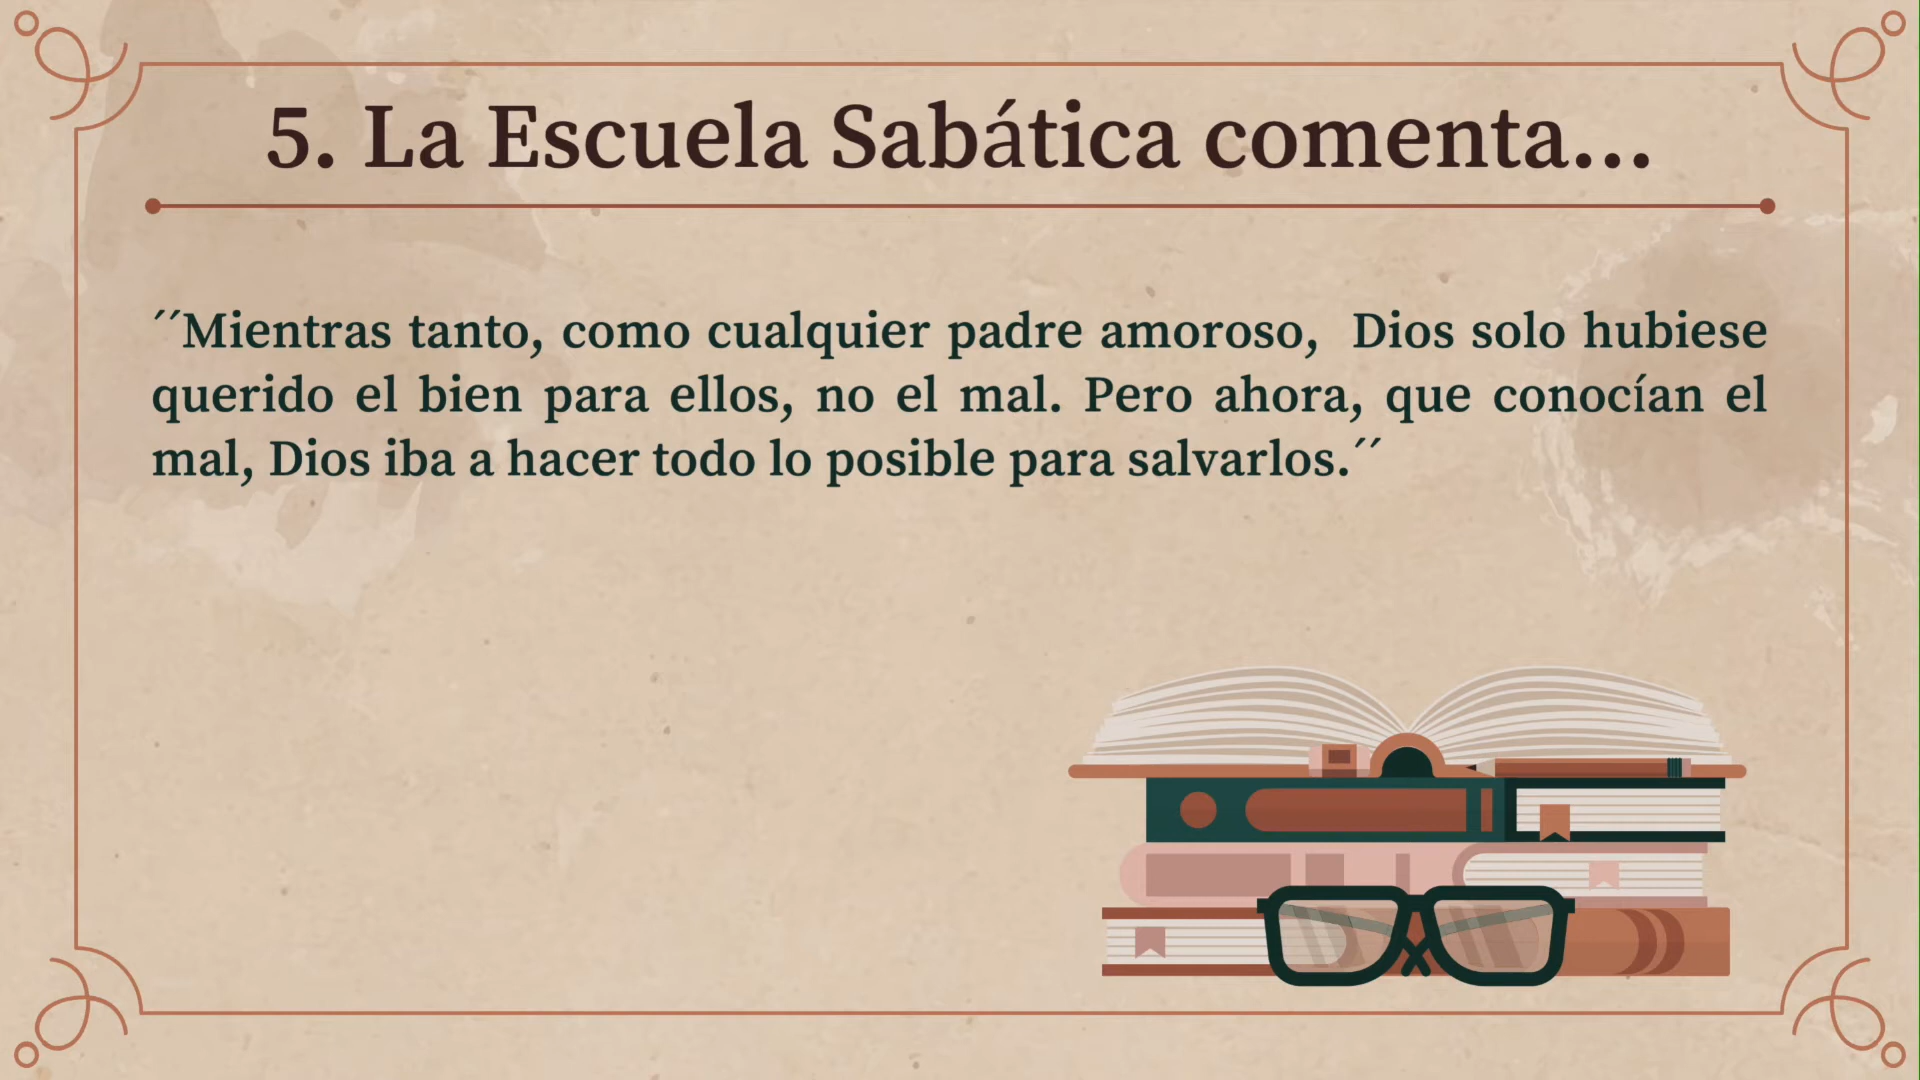 5. La Escuela Sabática comenta...
´´Mientras tanto, como cualquier padre amoroso,  Dios solo hubiese
querido el bien para ellos, no el mal. Pero ahora, que conocían el
mal, Dios iba a hacer todo lo posible para salvarlos.´´